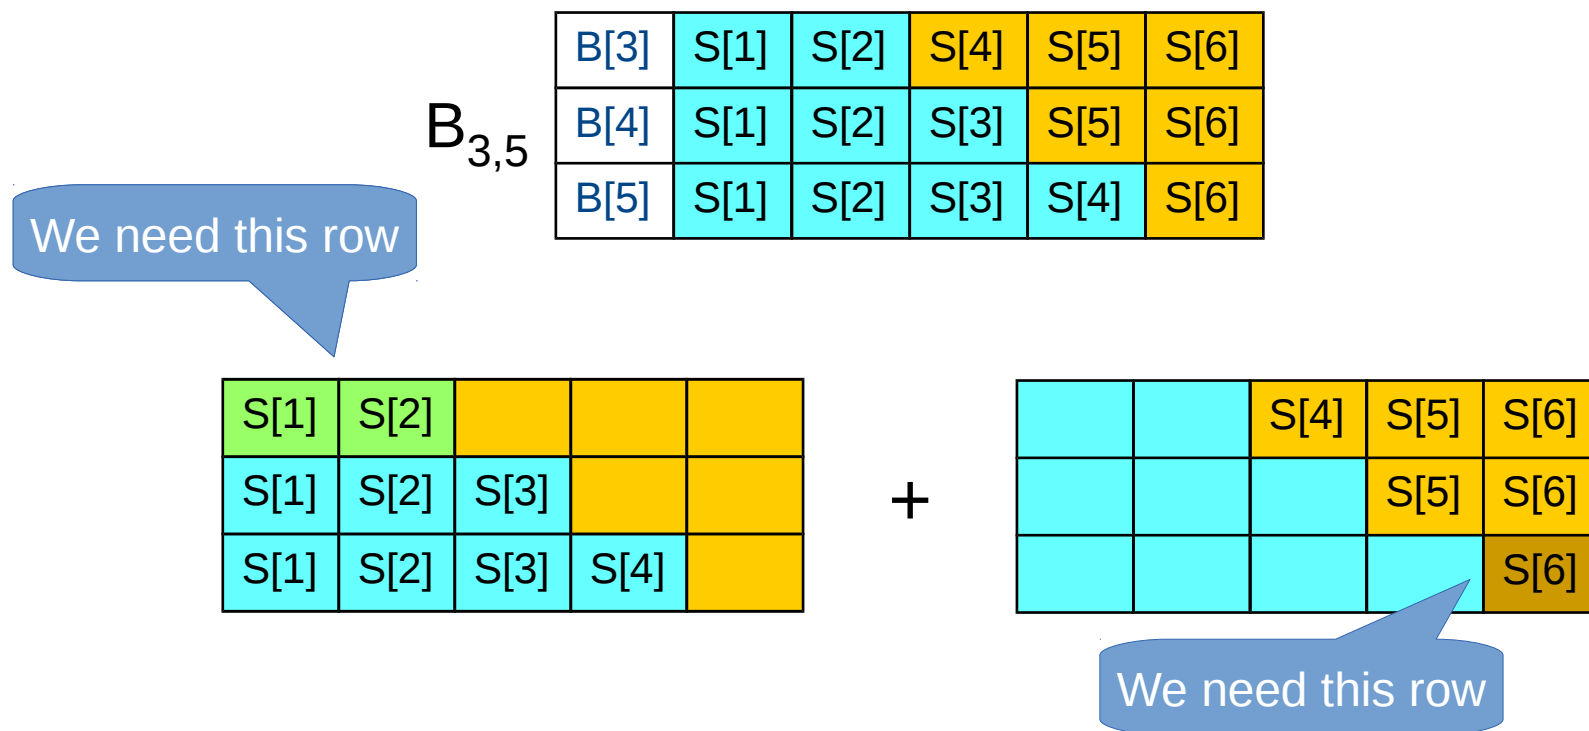 B[3] S[1] S[2] S[4] S[5] S[6]
B3,5 B[4] S[1] S[2] S[3] S[5] S[6]
B[5] S[1] S[2] S[3] S[4] S[6]
We need this row
S[1] S[2] S[4] S[5] S[6]
S[1] S[2] S[3] + S[5] S[6]
S[1] S[2] S[3] S[4] S[6]
We need this row